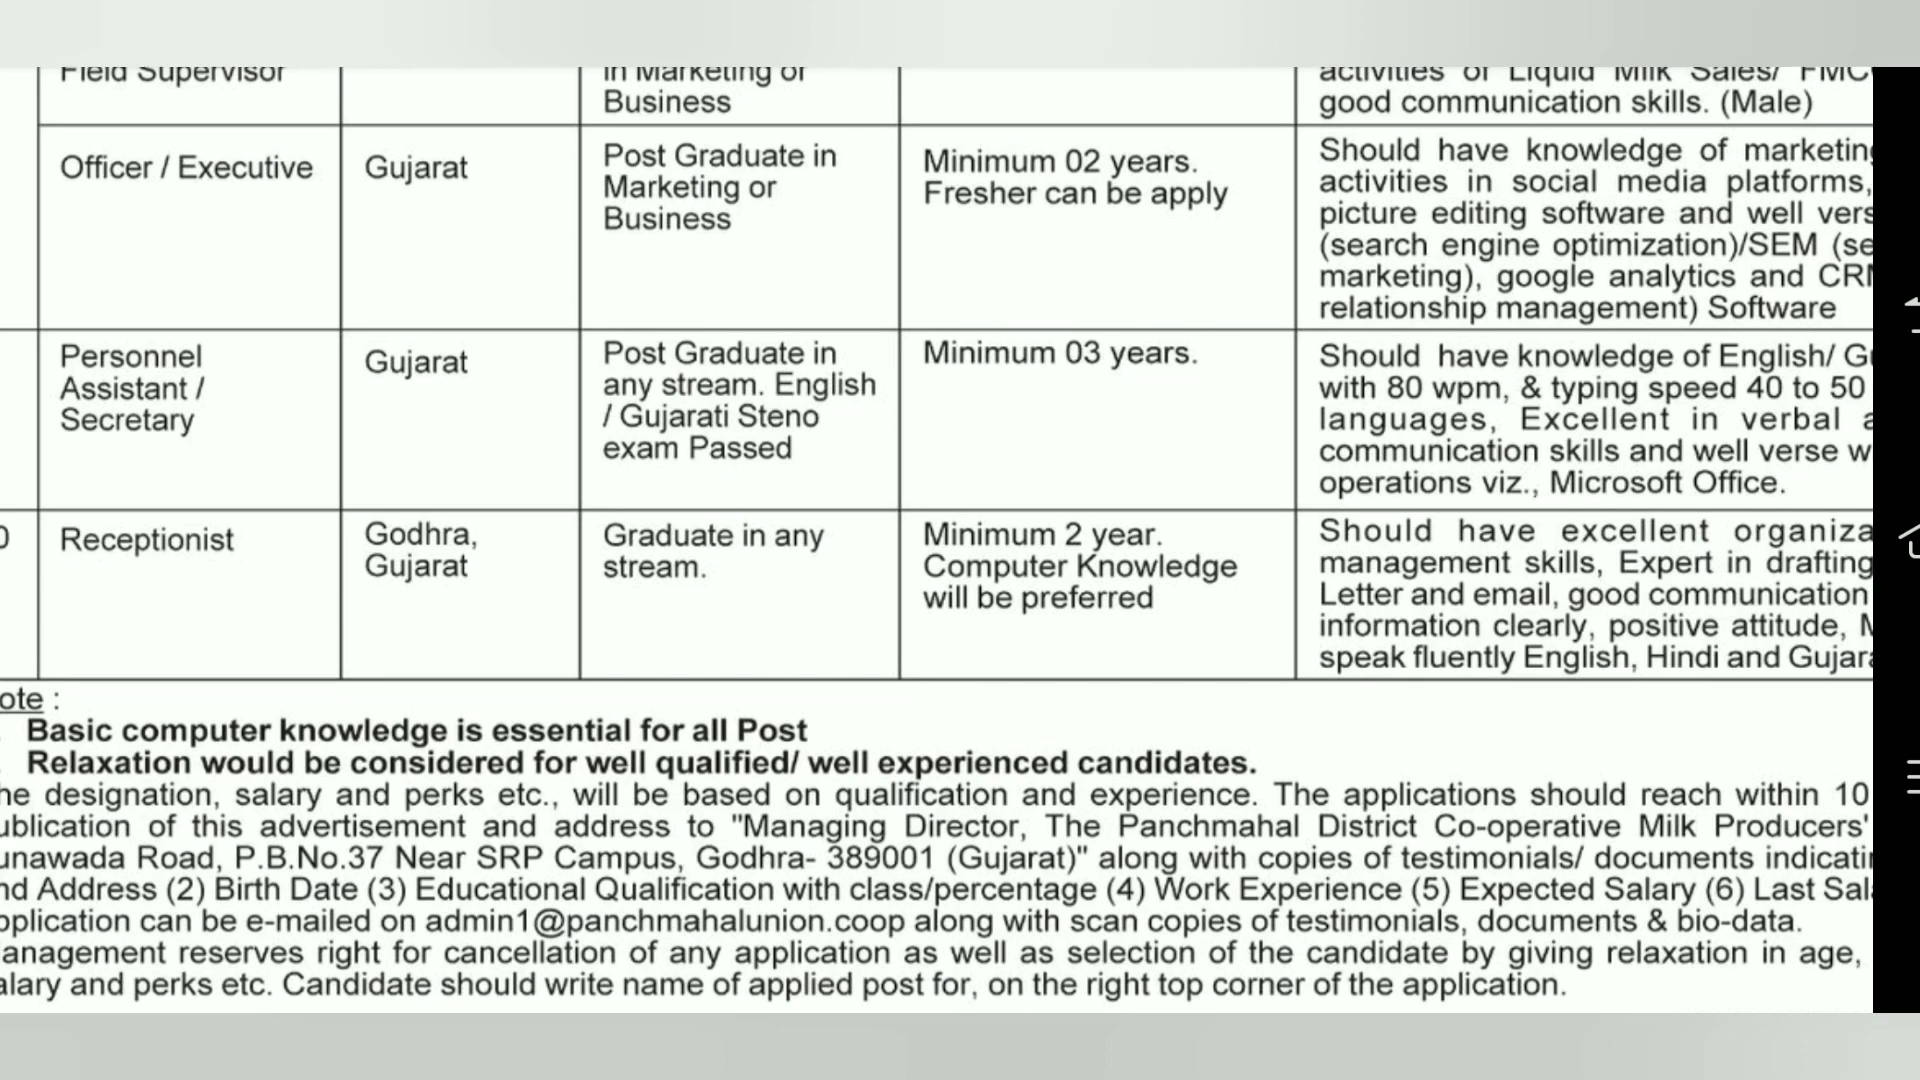 Field Supervisor
in Marketing or
Business
activities of Liquid Milk Sales/
good communication skills. (Male)
Officer / Executive
Gujarat
Post Graduate in
Marketing or
Business
Minimum 02 years.
Fresher can be apply
Should have knowledge of
activities in social media platforms,
picture editing software and well
(search engine optimization)/SEM
marketing), google analytics and
relationship management) Software
Personnel
Assistant /
Secretary
Gujarat
Post Graduate in
any stream. English
/ Gujarati Steno
exam Passed
Minimum 03 years.
Should have knowledge of English/
with 80 wpm, & typing speed 40 to 50
languages, Excellent in verbal
communication skills and well verse
operations viz., Microsoft Office.
Receptionist
Godhra,
Gujarat
Graduate in any
stream.
Minimum 2 year.
Computer Knowledge
will be preferred
Should have excellent
management skills, Expert in drafting
Letter and email, good communication
information clearly, positive attitude,
speak fluently English, Hindi and
:
Basic computer knowledge is essential for all Post
Relaxation would be considered for well qualified/ well experienced candidates.
designation, salary and perks etc., will be based on qualification and experience. The applications should reach within 10
of this advertisement and address to "Managing Director, The Panchmahal District Co-operative Milk Producers'
Road, P.B.No.37 Near SRP Campus, Godhra- 389001 (Gujarat)" along with copies of testimonials/ documents
Address (2) Birth Date (3) Educational Qualification with class/percentage (4) Work Experience (5) Expected Salary (6) Last
can be e-mailed on admin1@panchmahalunion.coop along with scan copies of testimonials, documents & bio-data.
reserves right for cancellation of any application as well as selection of the candidate by giving relaxation in age,
and perks etc. Candidate should write name of applied post for, on the right top corner of the application.